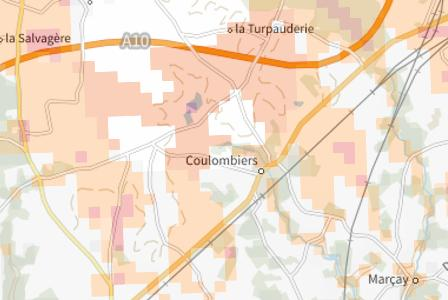 la Turpauderie
la Salvagère
A10
Coulombiers
Marçay